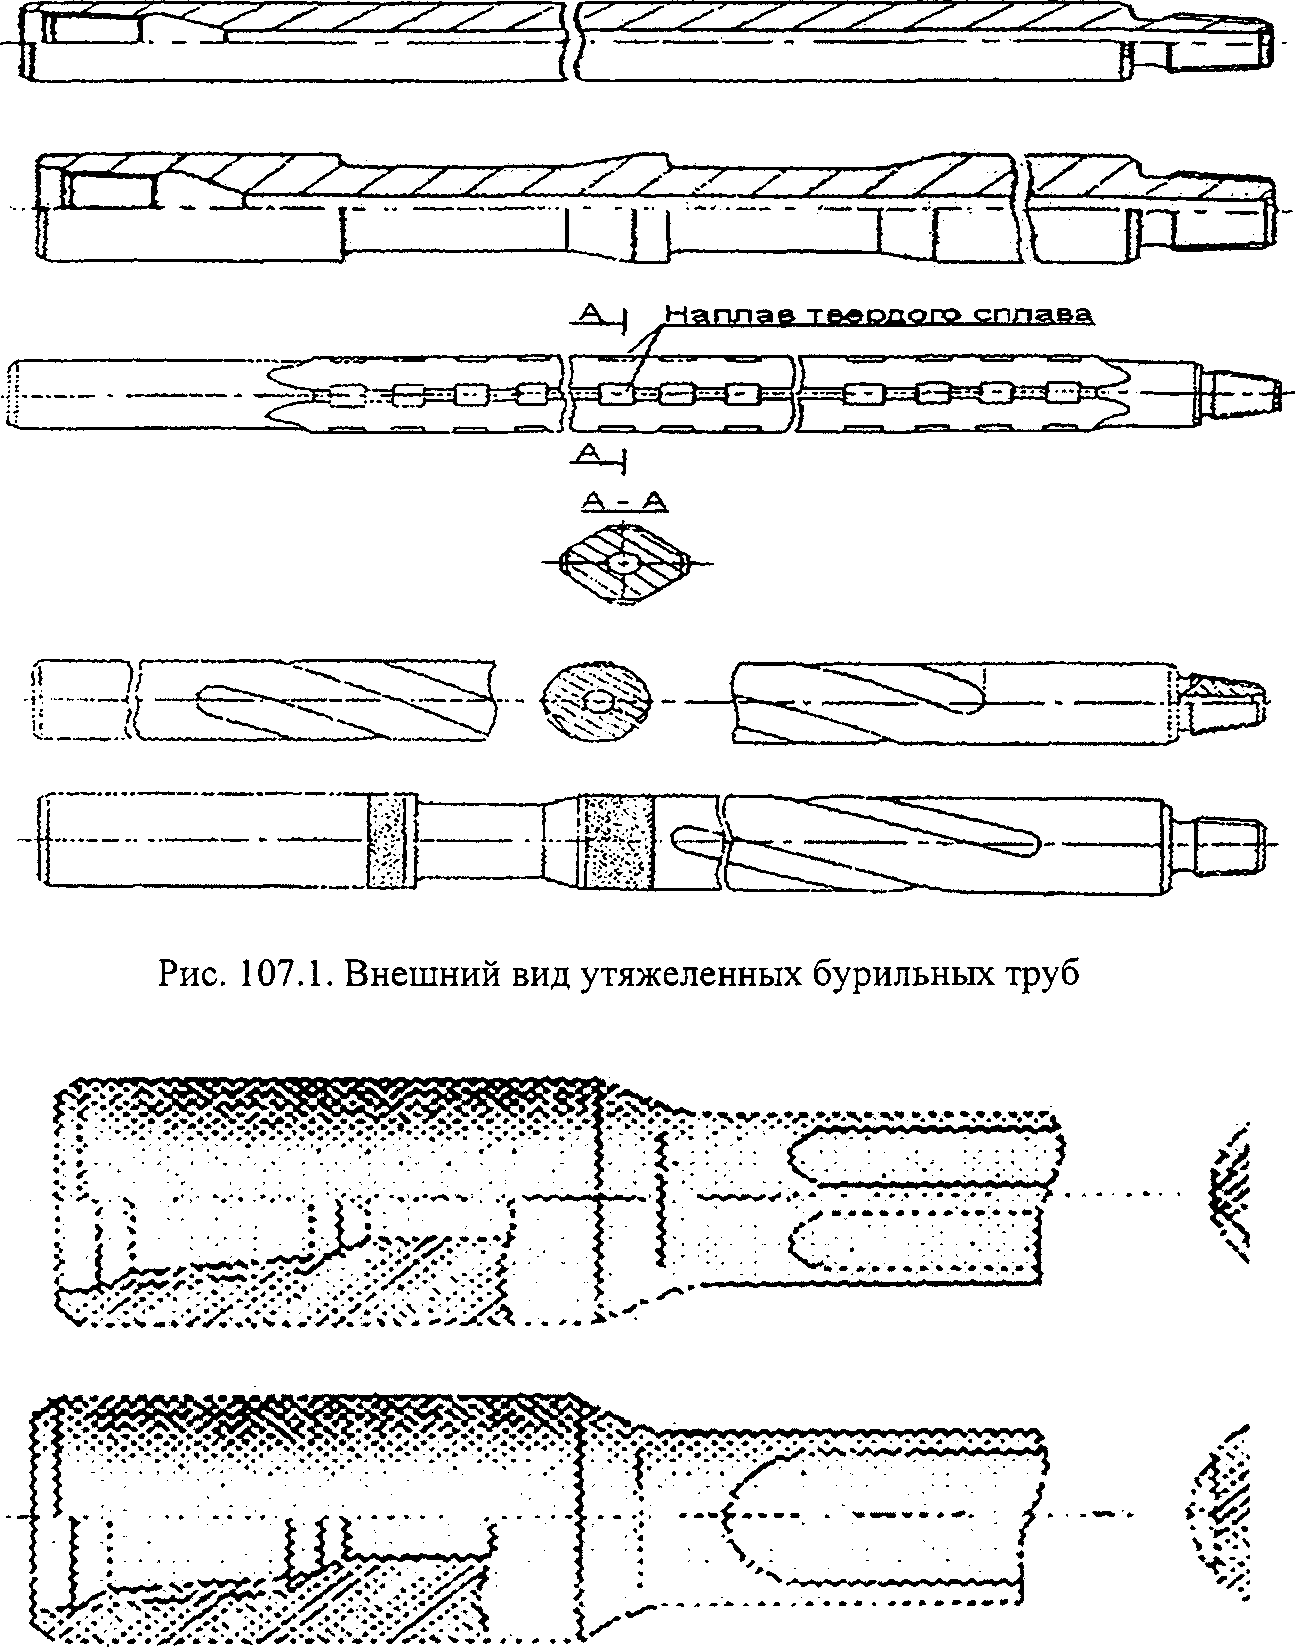 А
Наплав твердого сплава
А
А - А
Рис. 107.1. Внешний вид утяжеленных бурильных труб